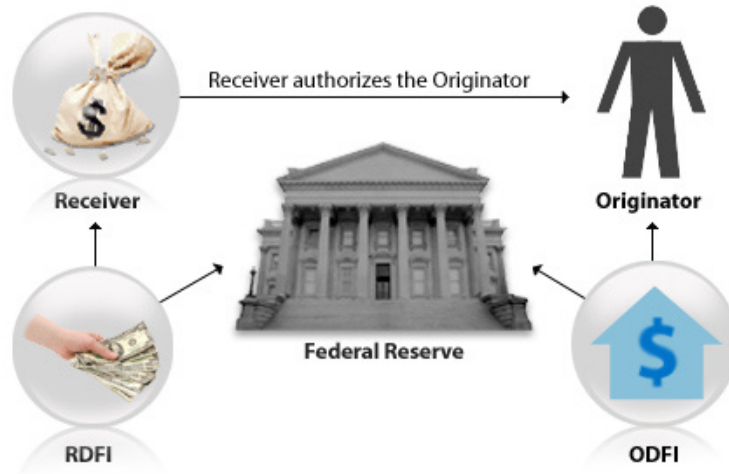 $
Receiver authorizes the Originator
Receiver
Originator
Federal Reserve
$
RDFI
ODFI